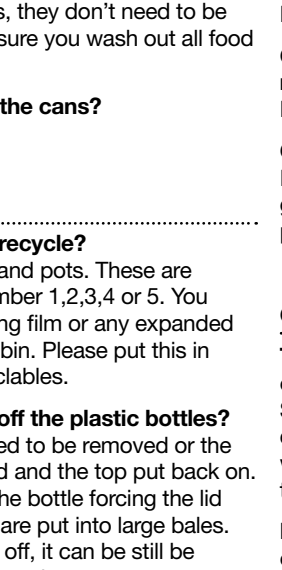 s, they don't need to be
sure you wash out all food
the cans?
recycle?
and pots. These are
mber 1,2,3,4 or 5. You
ng film or any expanded
bin. Please put this in
clables.
off the plastic bottles?
ed to be removed or the
d and the top put back on.
he bottle forcing the lid
are put into large bales.
off, it can be still be